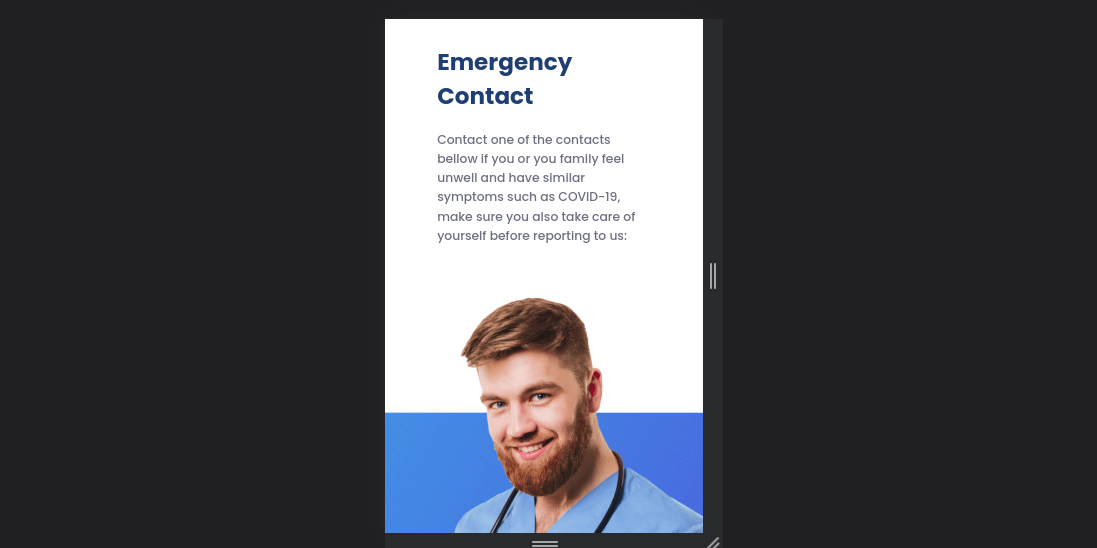 Emergency
Contact
Contact one of the contacts
bellow if you or you family feel
unwell and have similar
symptoms such as COVID-19,
make sure you also take care of
yourself before reporting to us: